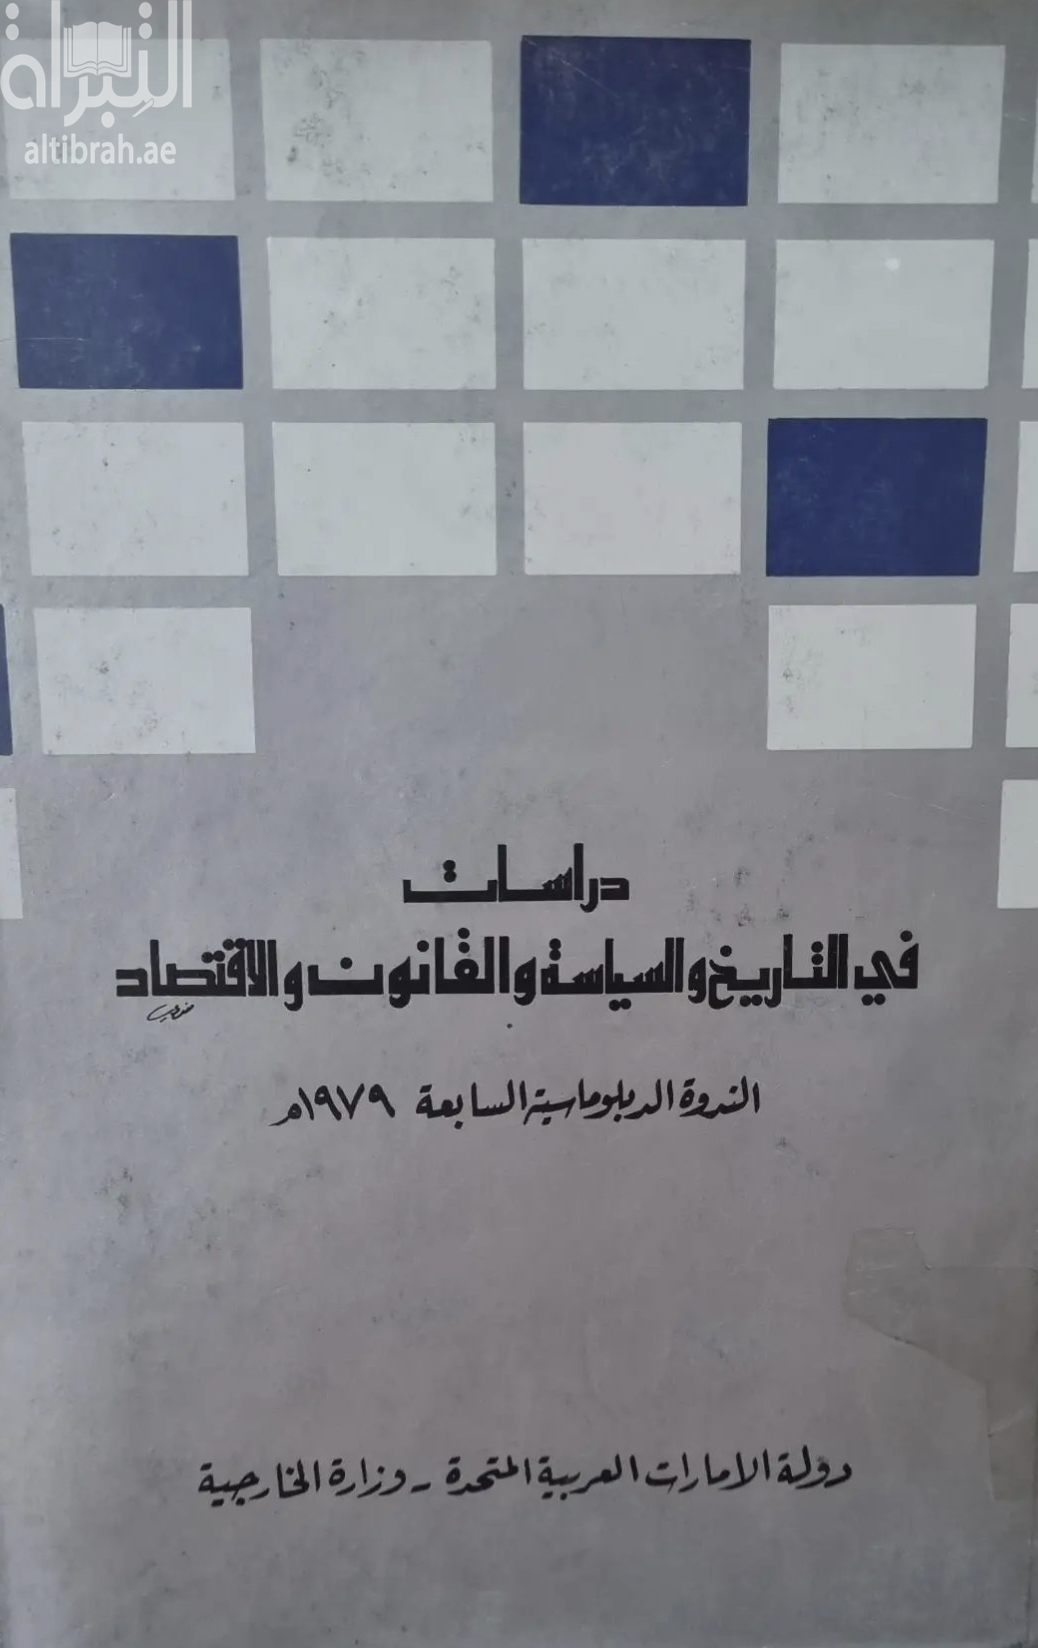 التبراة
altibrah.ae
دراسات
في التاريخ والسياسة والقانون والاقتصاد
الندوة الدبلوماسية السابعة ١٩٧٩م
دولة الامارات العربية المتحدة - وزارة الخارجية